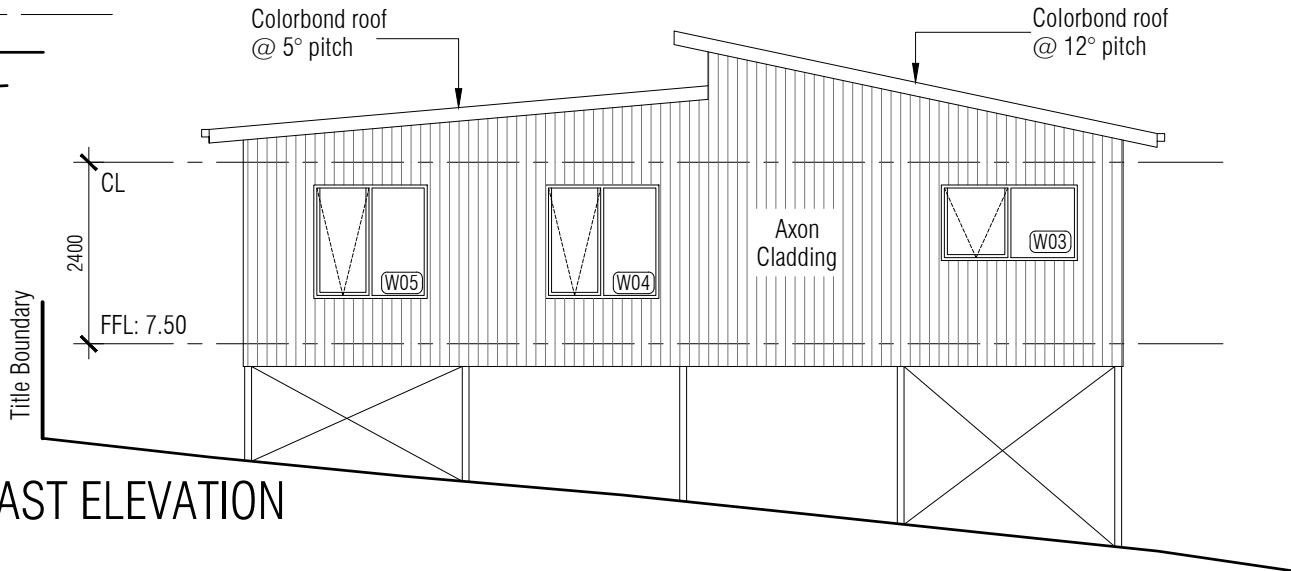 Colorbond roof
@ 5° pitch
Colorbond roof
@ 12° pitch
CL
2400
FFL: 7.50
Title Boundary
W05
W04
Axon
Cladding
W03
AST ELEVATION